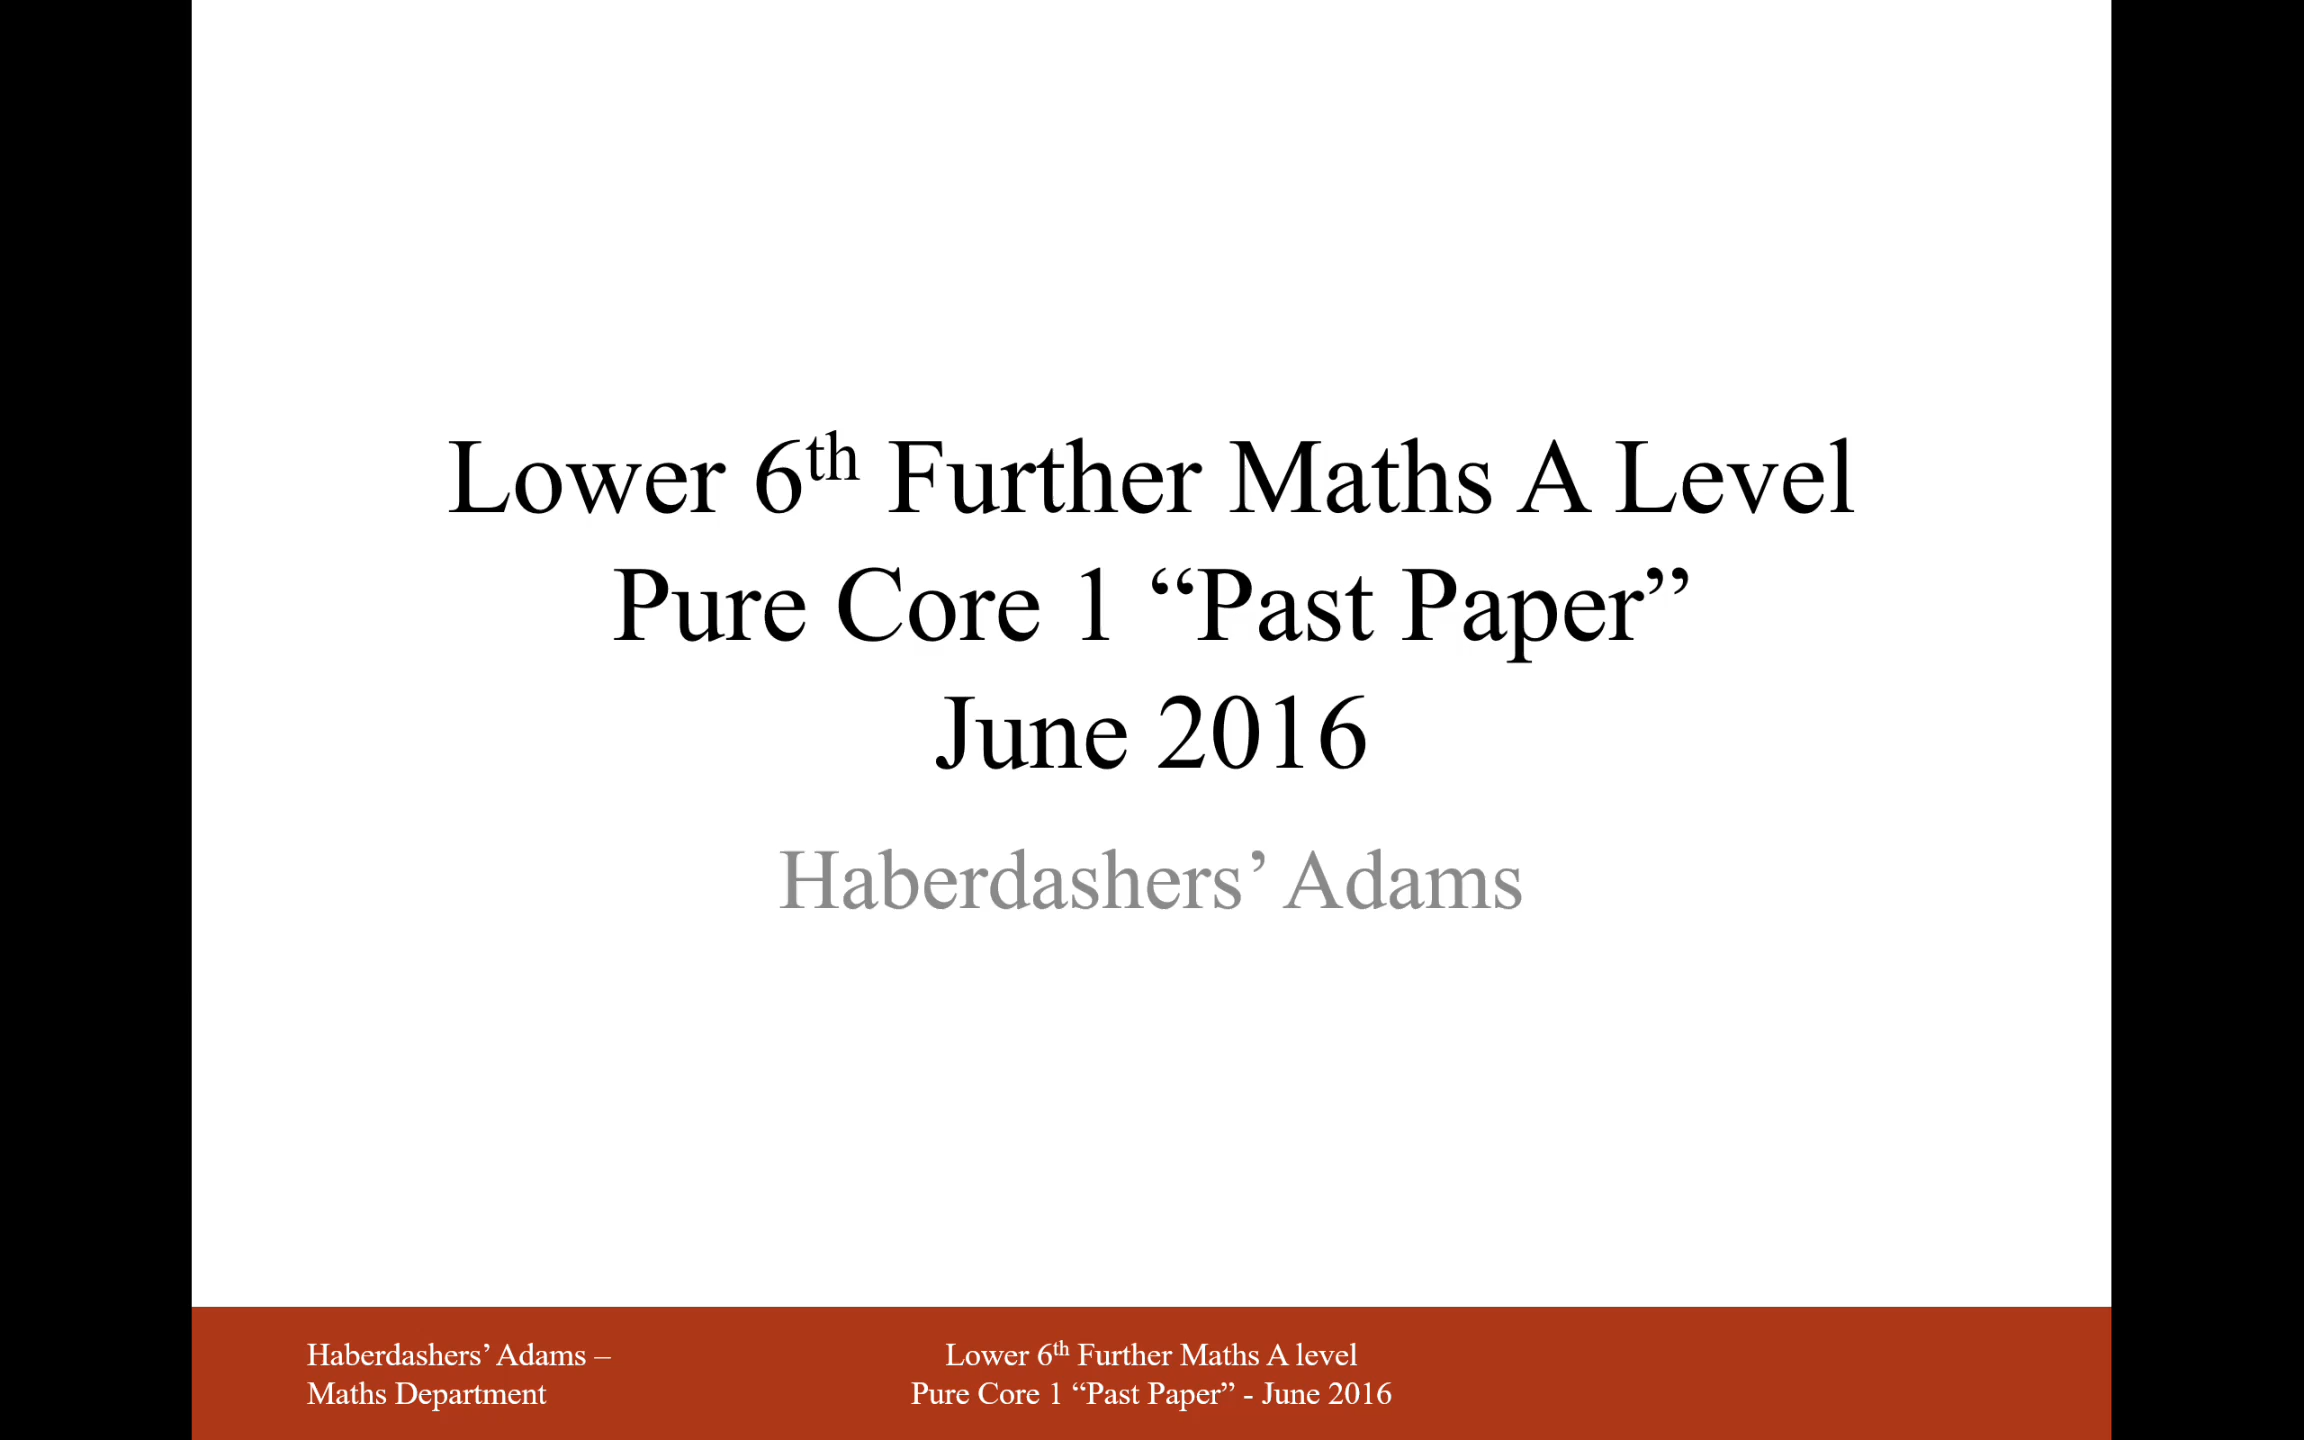 Lower 6th Further Maths A Level
Pure Core 1 “Past Paper”
June 2016
Haberdashers’ Adams
Haberdashers’ Adams –
Maths Department
Lower 6th Further Maths A level
Pure Core 1 “Past Paper” - June 2016